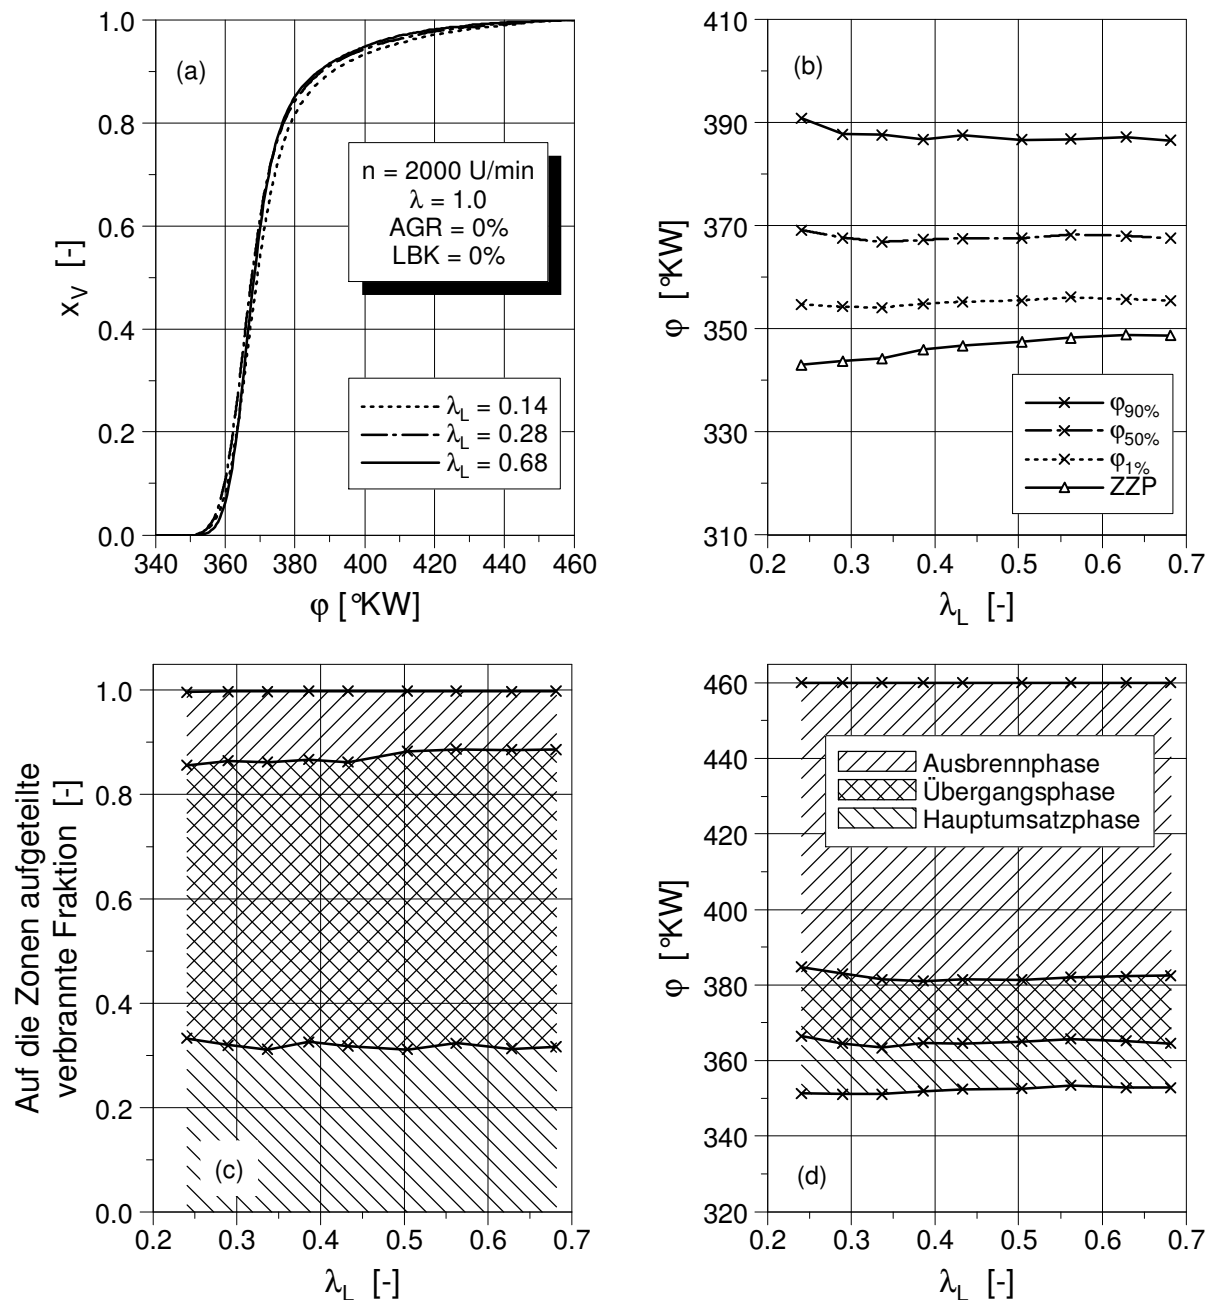 1.0
0.8
0.6
0.4
0.2
0.0
x_V [-]
(a)
n = 2000 U/min
λ = 1.0
AGR = 0%
LBK = 0%
λ_L = 0.14
λ_L = 0.28
λ_L = 0.68
340 360 380 400 420 440 460
φ [°KW]
410
390
370
350
330
310
φ [°KW]
(b)
φ_90%
φ_50%
φ_1%
ZZP
0.2 0.3 0.4 0.5 0.6 0.7
λ_L [-]
1.0
0.8
0.6
0.4
0.2
0.0
Auf die Zonen aufgeteilte
verbrannte Fraktion [-]
(c)
0.2 0.3 0.4 0.5 0.6 0.7
λ_L [-]
460
440
420
400
380
360
340
320
φ [°KW]
Ausbrennphase
Übergangsphase
Hauptumsatzphase
(d)
0.2 0.3 0.4 0.5 0.6 0.7
λ_L [-]